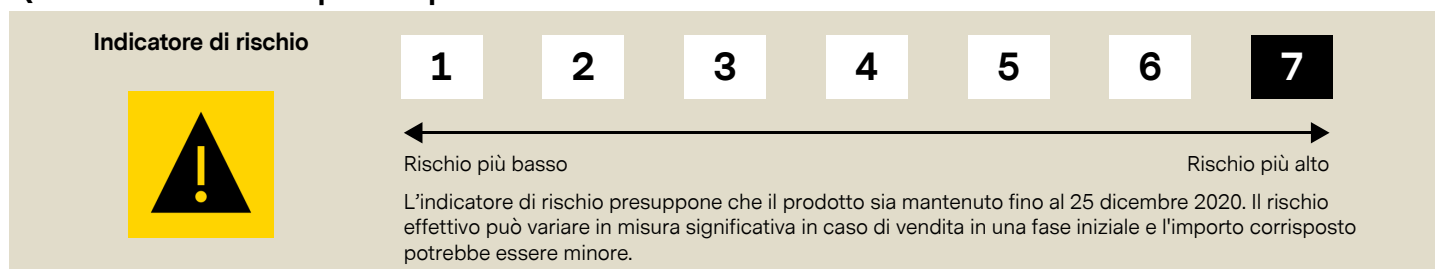 Indicatore di rischio
1 2 3 4 5 6 7
Rischio più basso Rischio più alto
L'indicatore di rischio presuppone che il prodotto sia mantenuto fino al 25 dicembre 2020. Il rischio
effettivo può variare in misura significativa in caso di vendita in una fase iniziale e l'importo corrisposto
potrebbe essere minore.